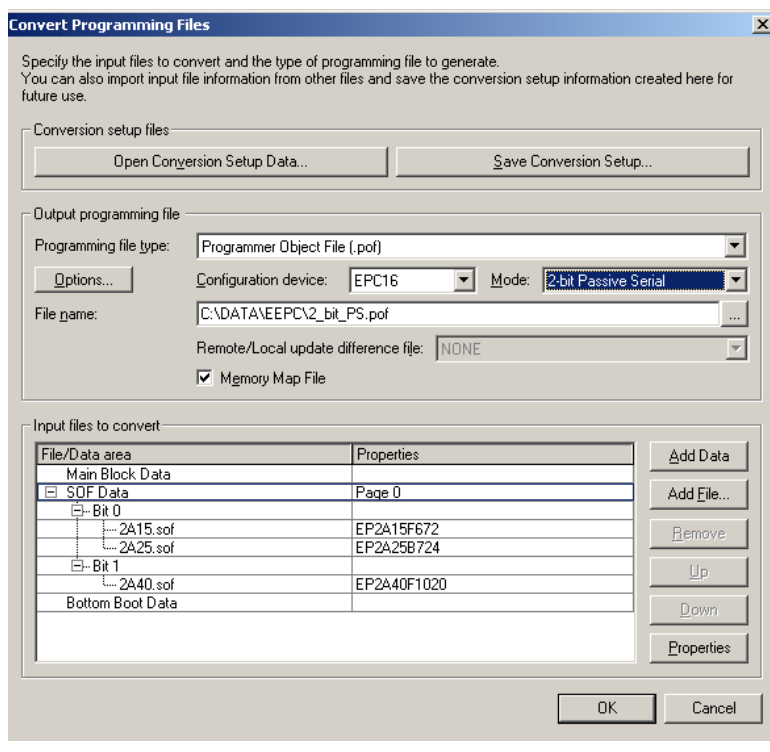 Convert Programming Files
Specify the input files to convert and the type of programming file to generate.
You can also import input file information from other files and save the conversion setup information created here for
future use.
Conversion setup files
Open Conversion Setup Data... Save Conversion Setup...
Output programming file
Programming file type: Programmer Object File (.pof)
Options... Configuration device: EPC16 Mode: 2-bit Passive Serial
File name: C:\DATA\EEPC\2_bit_PS.pof ...
Remote/Local update difference file: NONE
Memory Map File
Input files to convert
File/Data area Properties Add Data
Main Block Data
SOF Data Page 0 Add File...
Bit 0
2A15.sof EP2A15F672 Remove
2A25.sof EP2A25B724
Bit 1 Up
2A40.sof EP2A40F1020
Bottom Boot Data Down
Properties
OK Cancel